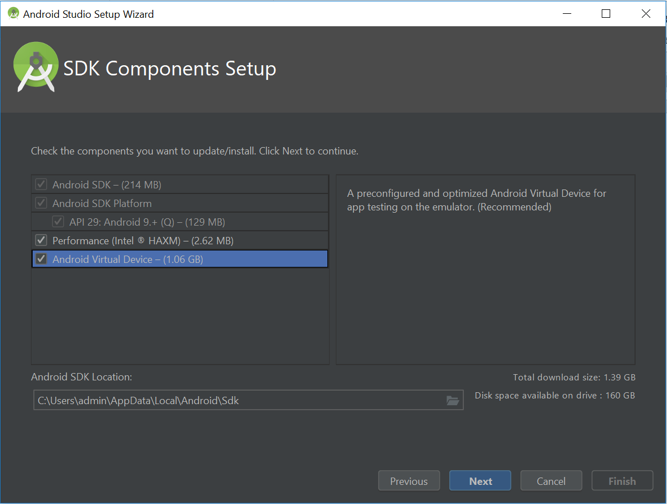 Android Studio Setup Wizard
SDK Components Setup
Check the components you want to update/install. Click Next to continue.
Android SDK – (214 MB)
Android SDK Platform
API 29: Android 9.+ (Q) – (129 MB)
Performance (Intel ® HAXM) – (2.62 MB)
Android Virtual Device – (1.06 GB)
A preconfigured and optimized Android Virtual Device for
app testing on the emulator. (Recommended)
Android SDK Location:
C:\Users\admin\AppData\Local\Android\Sdk
Total download size: 1.39 GB
Disk space available on drive : 160 GB
Previous
Next
Cancel
Finish